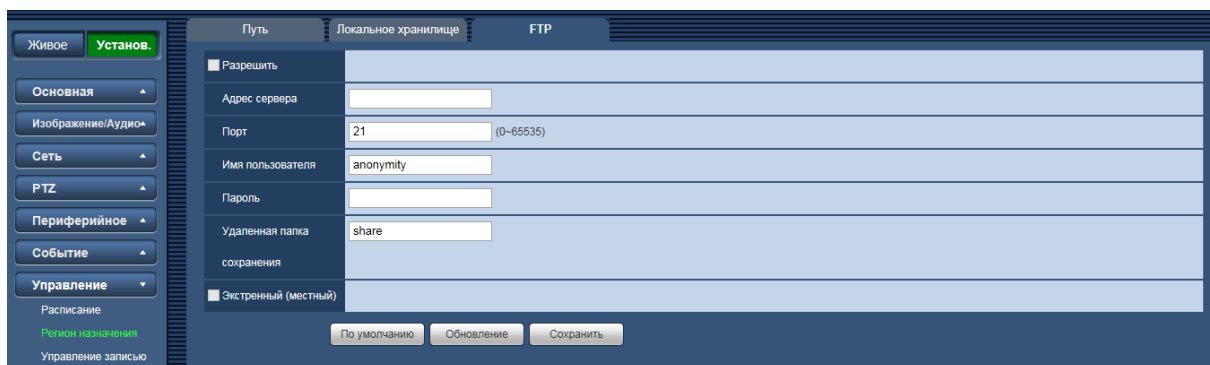 Путь Локальное хранилище FTP
Живое Установ.
Разрешить
Основная
Адрес сервера
Изображение/Аудио
Порт 21 (0~65535)
Сеть
Имя пользователя anonymity
PTZ
Пароль
Периферийное
Удаленная папка share
сохранения
Событие
Управление
Экстренный (местный)
Расписание
Регион назначения
По умолчанию Обновление Сохранить
Управление записью